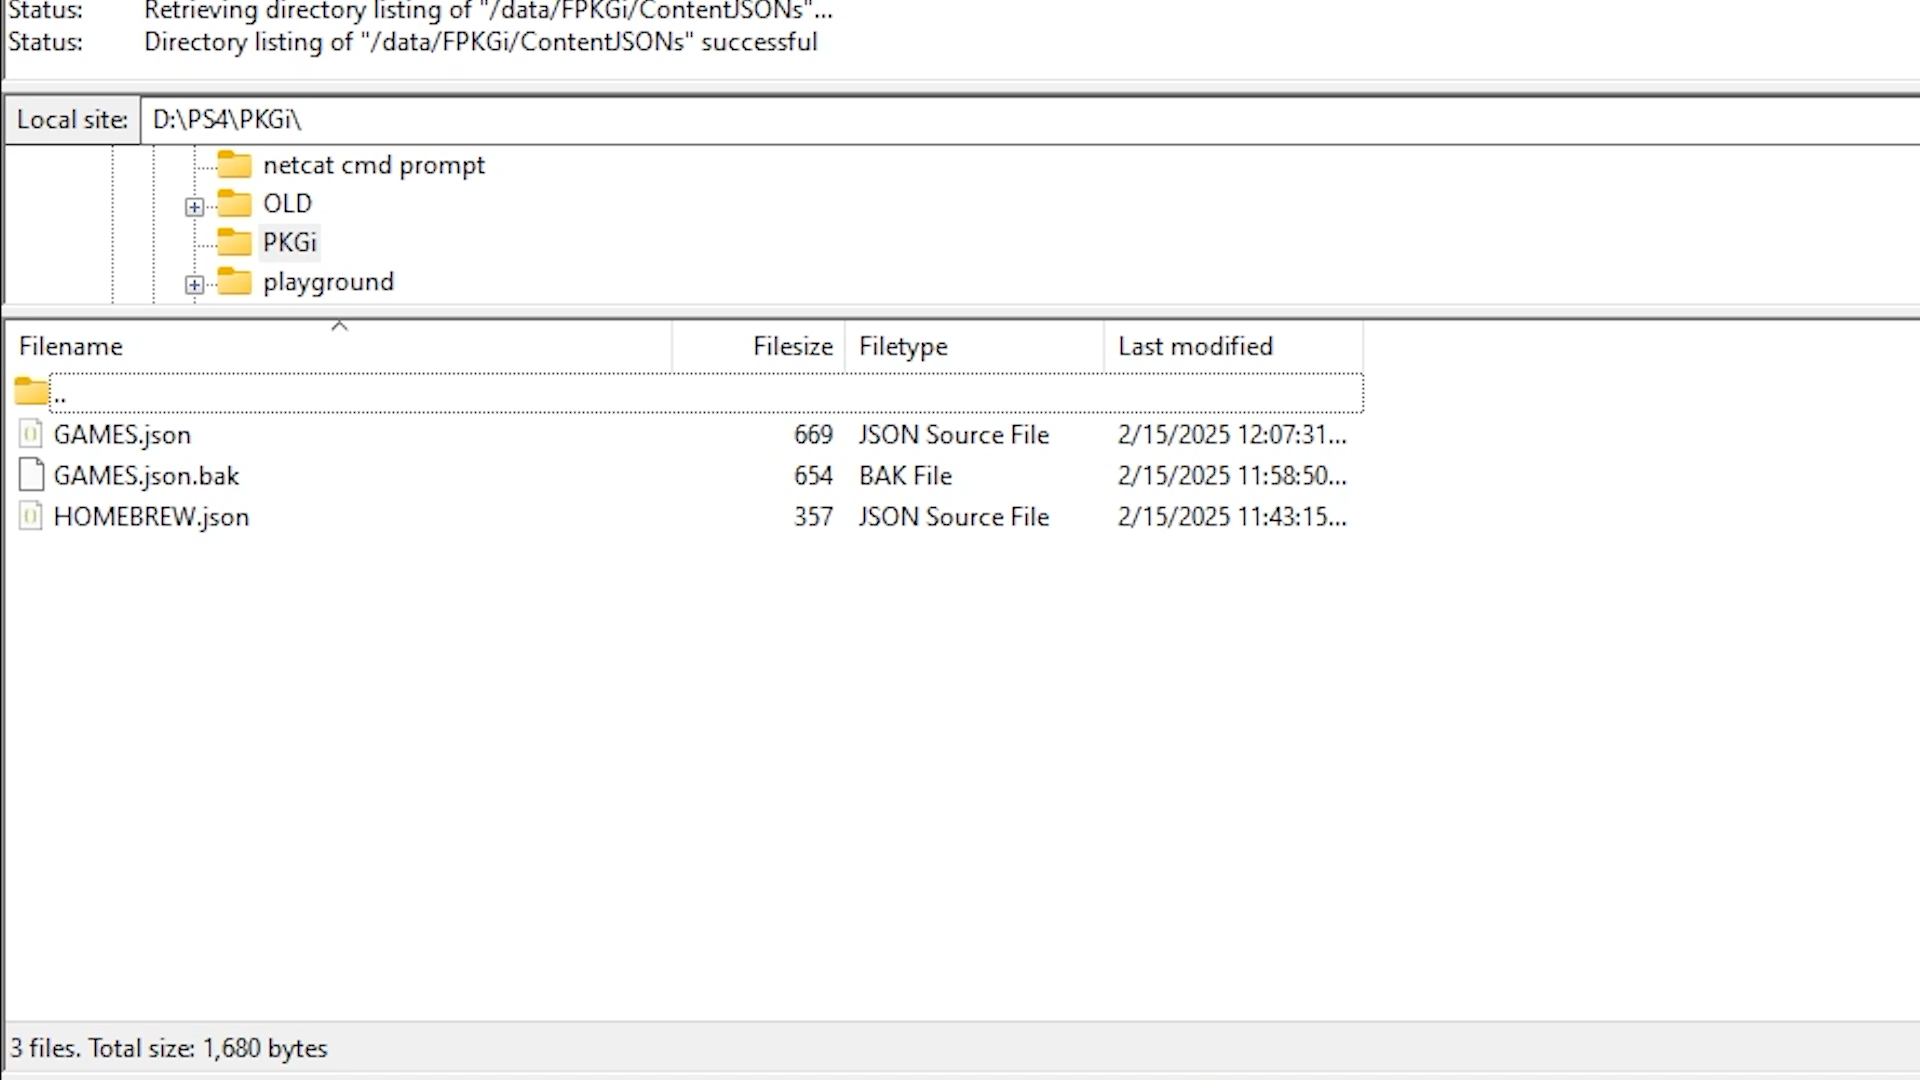 Status: Retrieving directory listing of "/data/FPKGi/ContentJSONs"...
Status: Directory listing of "/data/FPKGi/ContentJSONs" successful
Local site: D:\PS4\PKGi\
netcat cmd prompt
OLD
PKGi
playground
Filename Filesize Filetype Last modified
..
GAMES.json 669 JSON Source File 2/15/2025 12:07:31...
GAMES.json.bak 654 BAK File 2/15/2025 11:58:50...
HOMEBREW.json 357 JSON Source File 2/15/2025 11:43:15...
3 files. Total size: 1,680 bytes